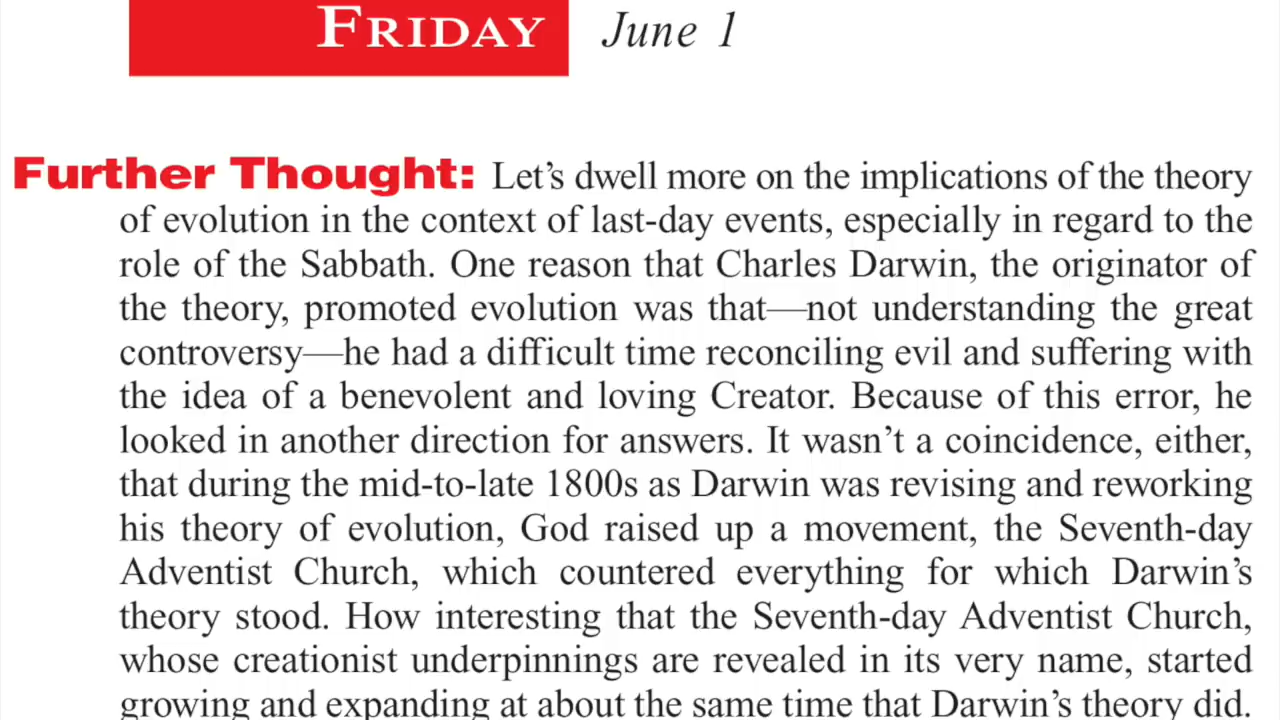 FRIDAY June 1
Further Thought: Let’s dwell more on the implications of the theory
of evolution in the context of last-day events, especially in regard to the
role of the Sabbath. One reason that Charles Darwin, the originator of
the theory, promoted evolution was that—not understanding the great
controversy—he had a difficult time reconciling evil and suffering with
the idea of a benevolent and loving Creator. Because of this error, he
looked in another direction for answers. It wasn’t a coincidence, either,
that during the mid-to-late 1800s as Darwin was revising and reworking
his theory of evolution, God raised up a movement, the Seventh-day
Adventist Church, which countered everything for which Darwin’s
theory stood. How interesting that the Seventh-day Adventist Church,
whose creationist underpinnings are revealed in its very name, started
growing and expanding at about the same time that Darwin’s theory did.